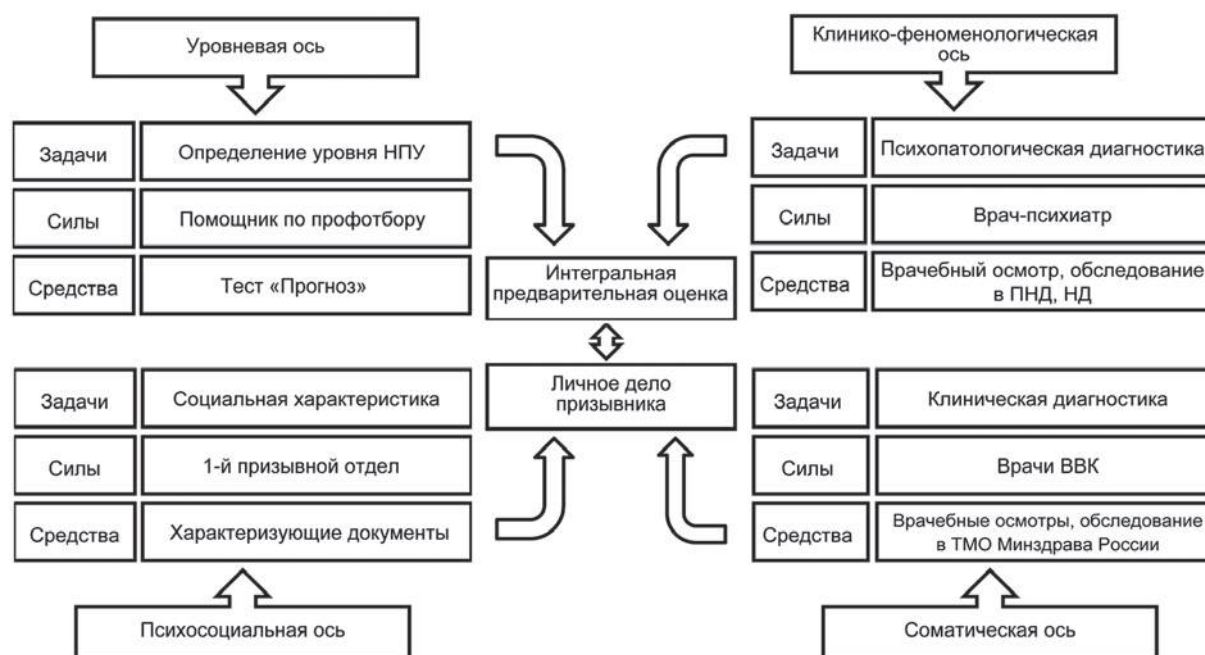 Уровневая ось
Клинико-феноменологическая
ось
Задачи
Определение уровня НПУ
Силы
Помощник по профотбору
Средства
Тест «Прогноз»
Задачи
Психопатологическая диагностика
Силы
Врач-психиатр
Средства
Врачебный осмотр, обследование
в ПНД, НД
Интегральная
предварительная оценка
Личное дело
призывника
Задачи
Социальная характеристика
Силы
1-й призывной отдел
Средства
Характеризующие документы
Задачи
Клиническая диагностика
Силы
Врачи ВВК
Средства
Врачебные осмотры, обследование
в ТМО Минздрава России
Психосоциальная ось
Соматическая ось